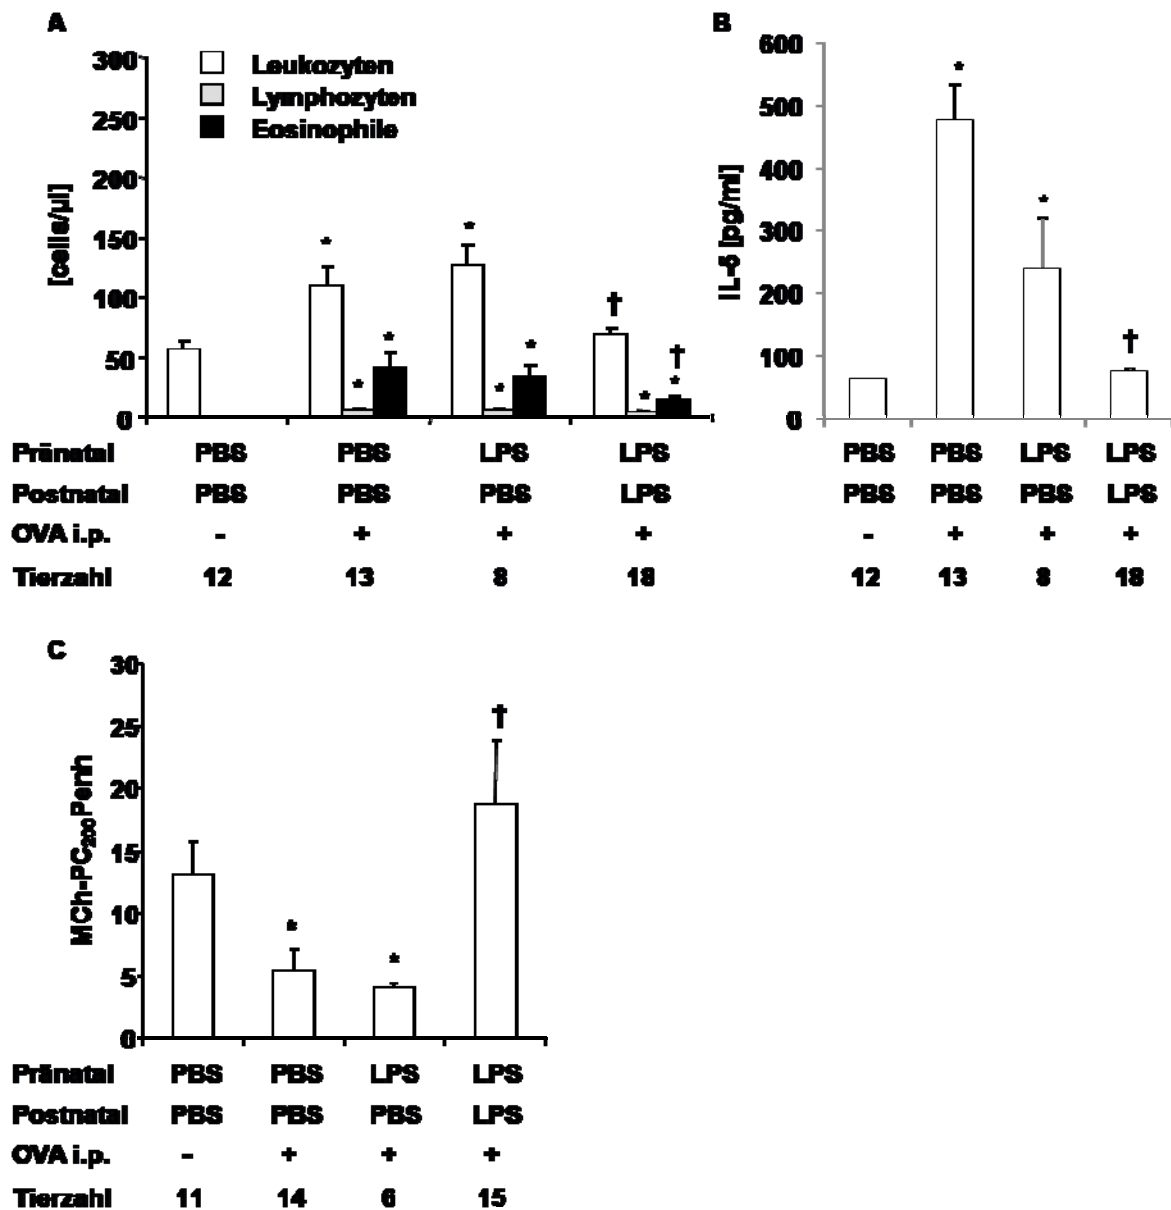 A
300
250
200
150
100
50
0
[cells/µl]
Leukozyten
Lymphozyten
Eosinophile
* * * * * * † * † *
Pränatal PBS PBS LPS LPS
Postnatal PBS PBS PBS LPS
OVA i.p. - + + +
Tierzahl 12 13 8 18
B
600
500
400
300
200
100
0
IL-5 [pg/ml]
* * †
PBS PBS LPS LPS
PBS PBS PBS LPS
- + + +
12 13 8 18
C
30
25
20
15
10
5
0
MCh-PC200Penh
* * †
Pränatal PBS PBS LPS LPS
Postnatal PBS PBS PBS LPS
OVA i.p. - + + +
Tierzahl 11 14 6 15